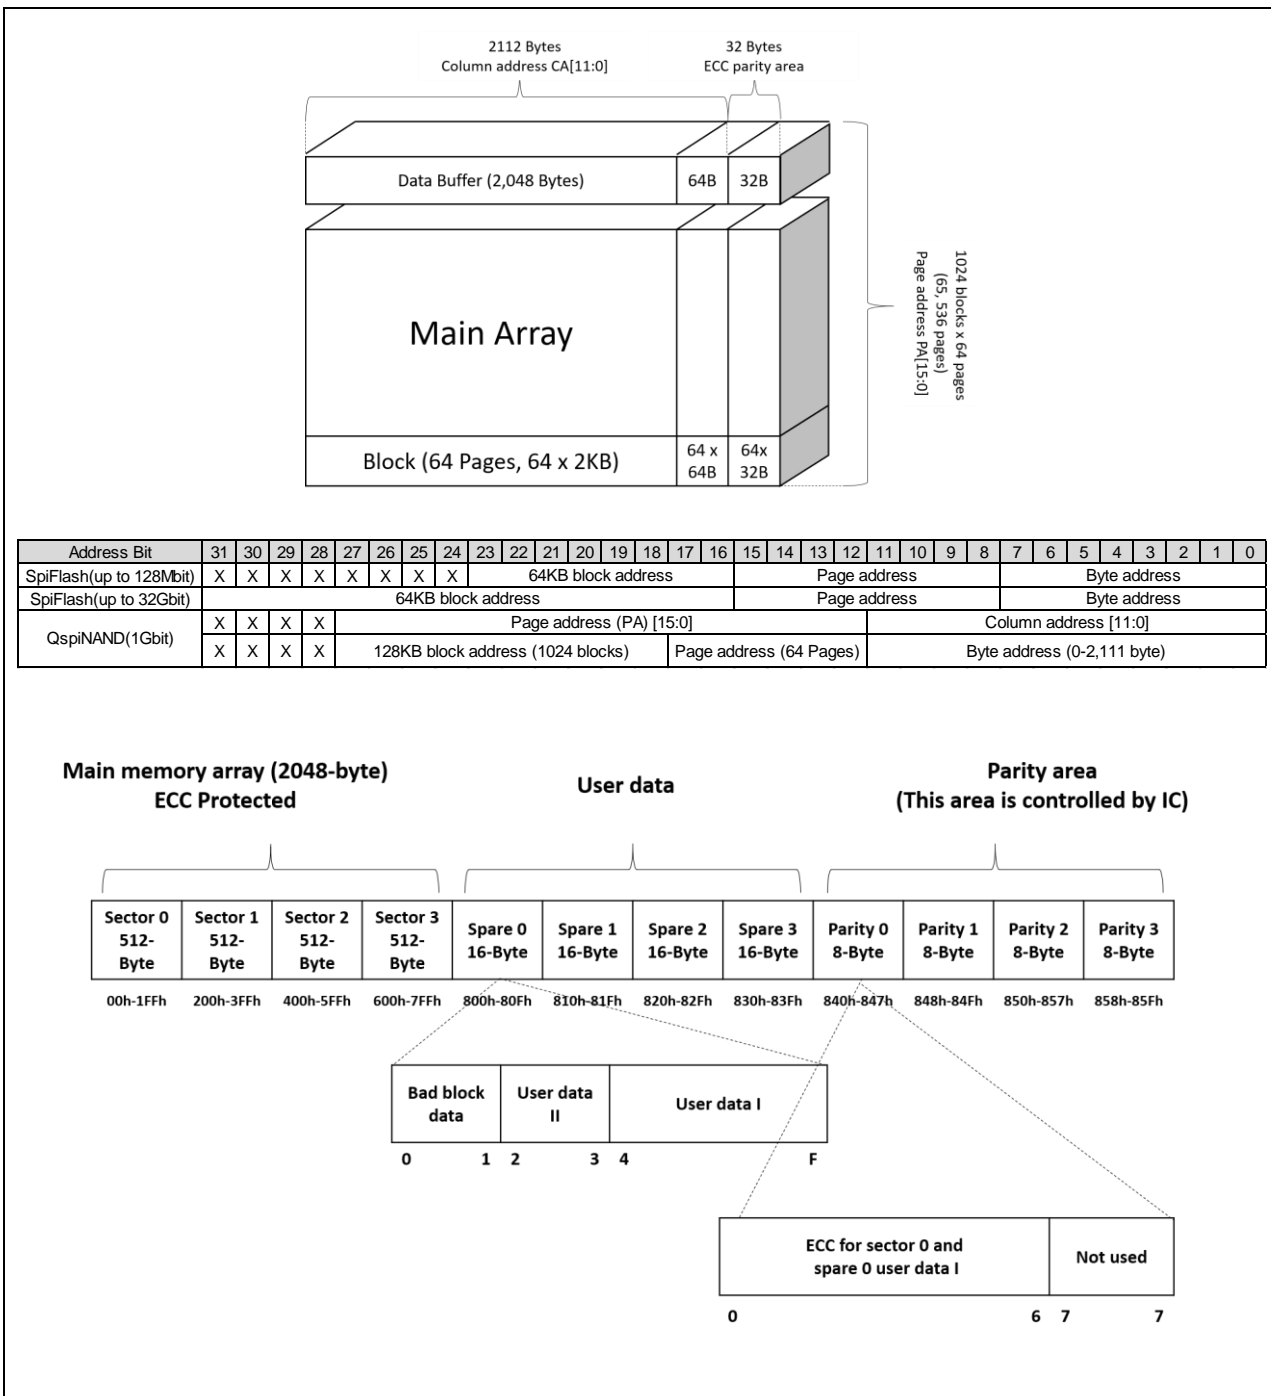 2112 Bytes
Column address CA[11:0]
32 Bytes
ECC parity area
Data Buffer (2,048 Bytes)
64B
32B
Main Array
1024 blocks x 64 pages
(65, 536 pages)
Page address PA[15:0]
Block (64 Pages, 64 x 2KB)
64 x
64B
64x
32B
Address Bit 31 30 29 28 27 26 25 24 23 22 21 20 19 18 17 16 15 14 13 12 11 10 9 8 7 6 5 4 3 2 1 0
SpiFlash(up to 128Mbit) X X X X X X X X 64KB block address Page address Byte address
SpiFlash(up to 32Gbit) 64KB block address Page address Byte address
QspiNAND(1Gbit)
X X X X Page address (PA) [15:0] Column address [11:0]
X X X X 128KB block address (1024 blocks) Page address (64 Pages) Byte address (0-2,111 byte)
Main memory array (2048-byte)
ECC Protected
User data
Parity area
(This area is controlled by IC)
Sector 0
512-
Byte
Sector 1
512-
Byte
Sector 2
512-
Byte
Sector 3
512-
Byte
Spare 0
16-Byte
Spare 1
16-Byte
Spare 2
16-Byte
Spare 3
16-Byte
Parity 0
8-Byte
Parity 1
8-Byte
Parity 2
8-Byte
Parity 3
8-Byte
00h-1FFh 200h-3FFh 400h-5FFh 600h-7FFh 800h-80Fh 810h-81Fh 820h-82Fh 830h-83Fh 840h-847h 848h-84Fh 850h-857h 858h-85Fh
Bad block
data
User data
II
User data I
0 1 2 3 4 F
ECC for sector 0 and
spare 0 user data I
Not used
0 6 7 7